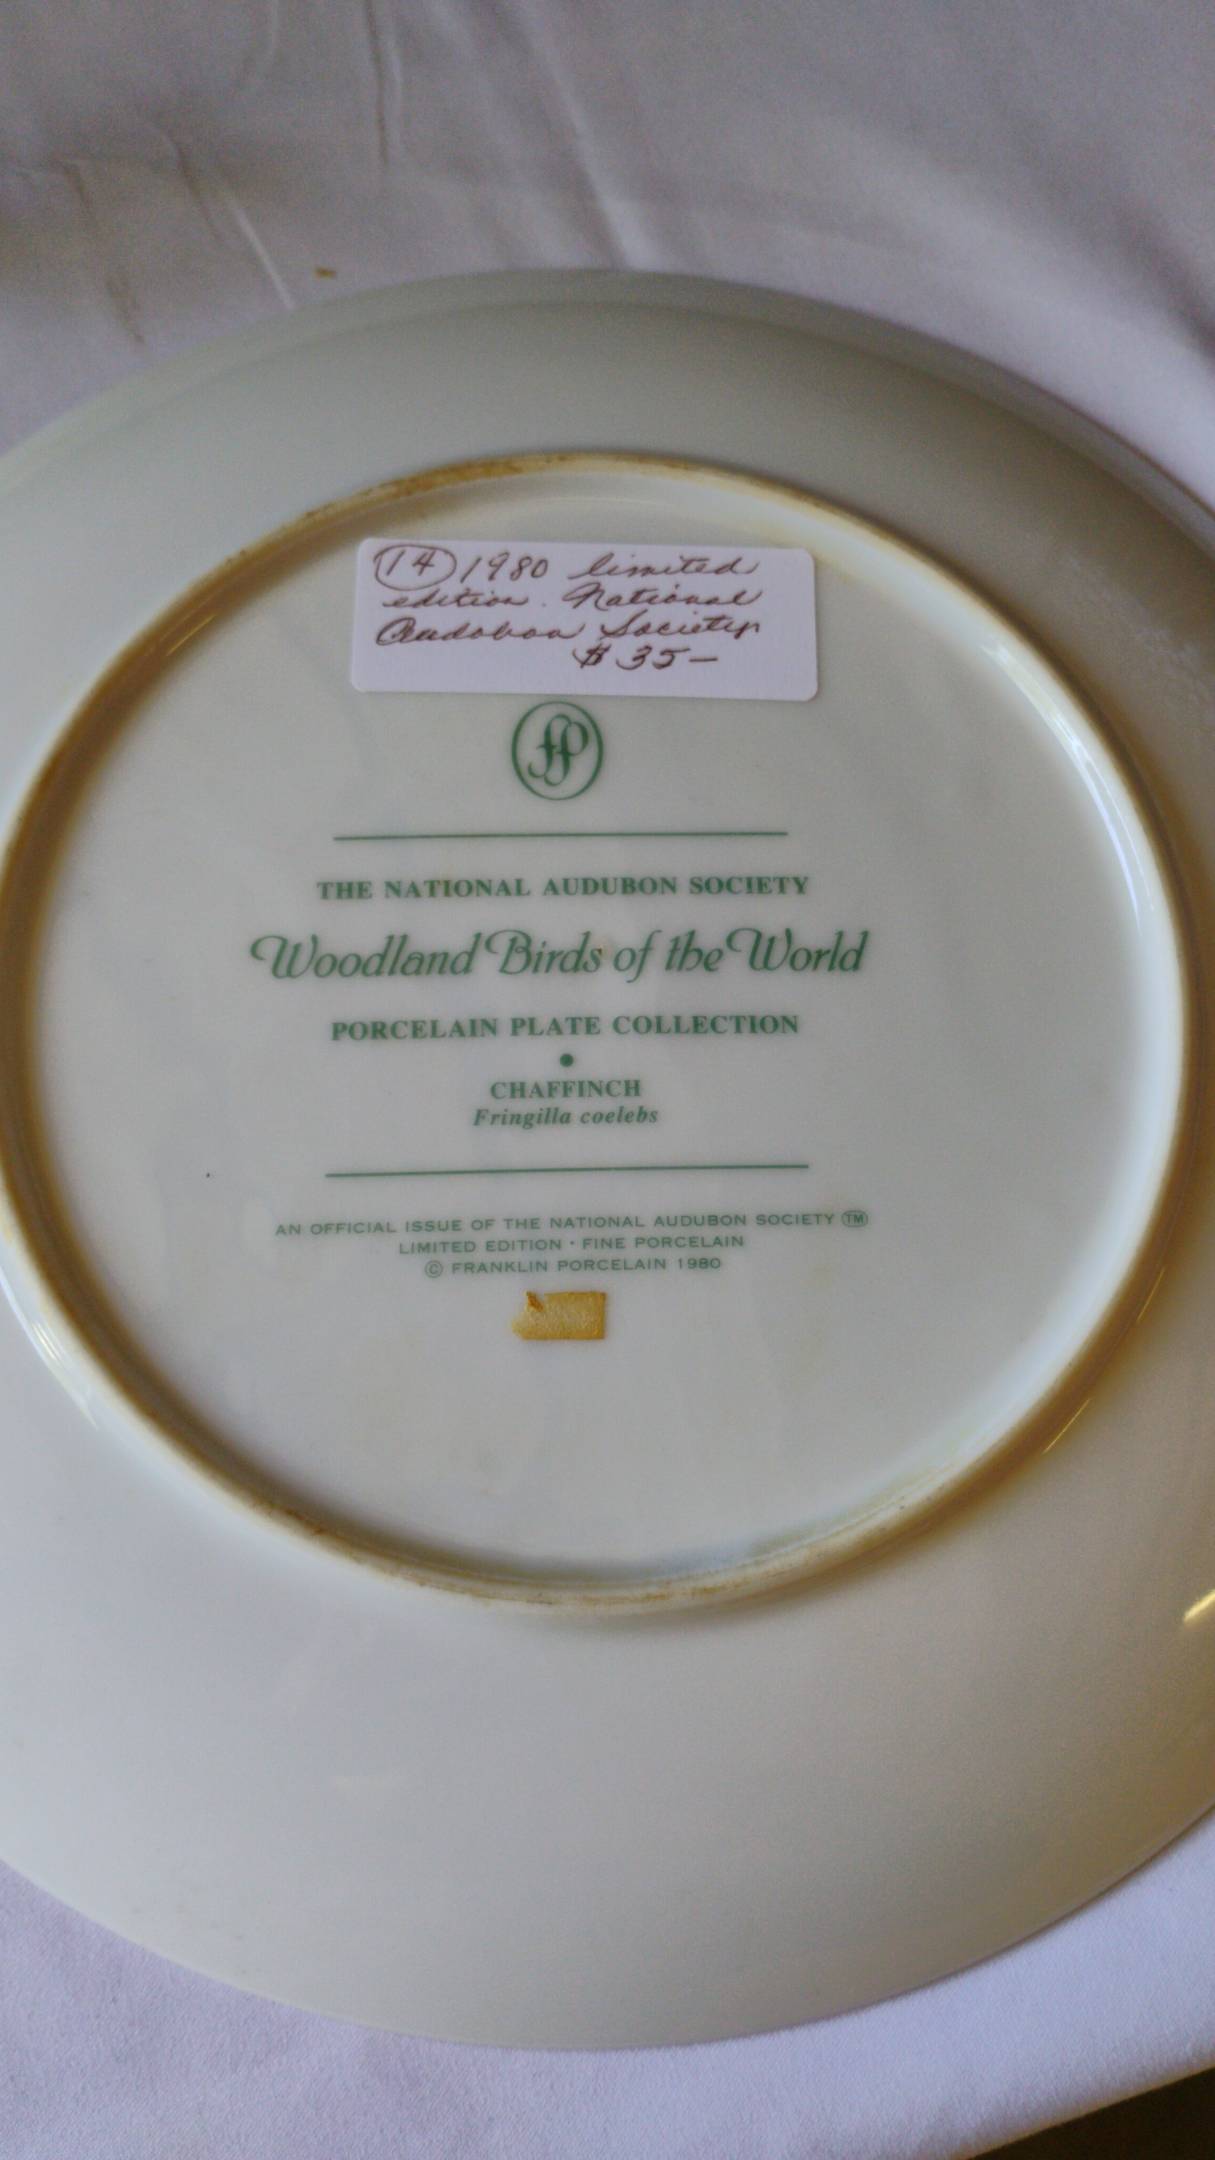 14 1980 limited
edition. National
Audobon Society
$35-
fp
THE NATIONAL AUDUBON SOCIETY
Woodland Birds of the World
PORCELAIN PLATE COLLECTION
•
CHAFFINCH
Fringilla coelebs
AN OFFICIAL ISSUE OF THE NATIONAL AUDUBON SOCIETY ™
LIMITED EDITION • FINE PORCELAIN
© FRANKLIN PORCELAIN 1980